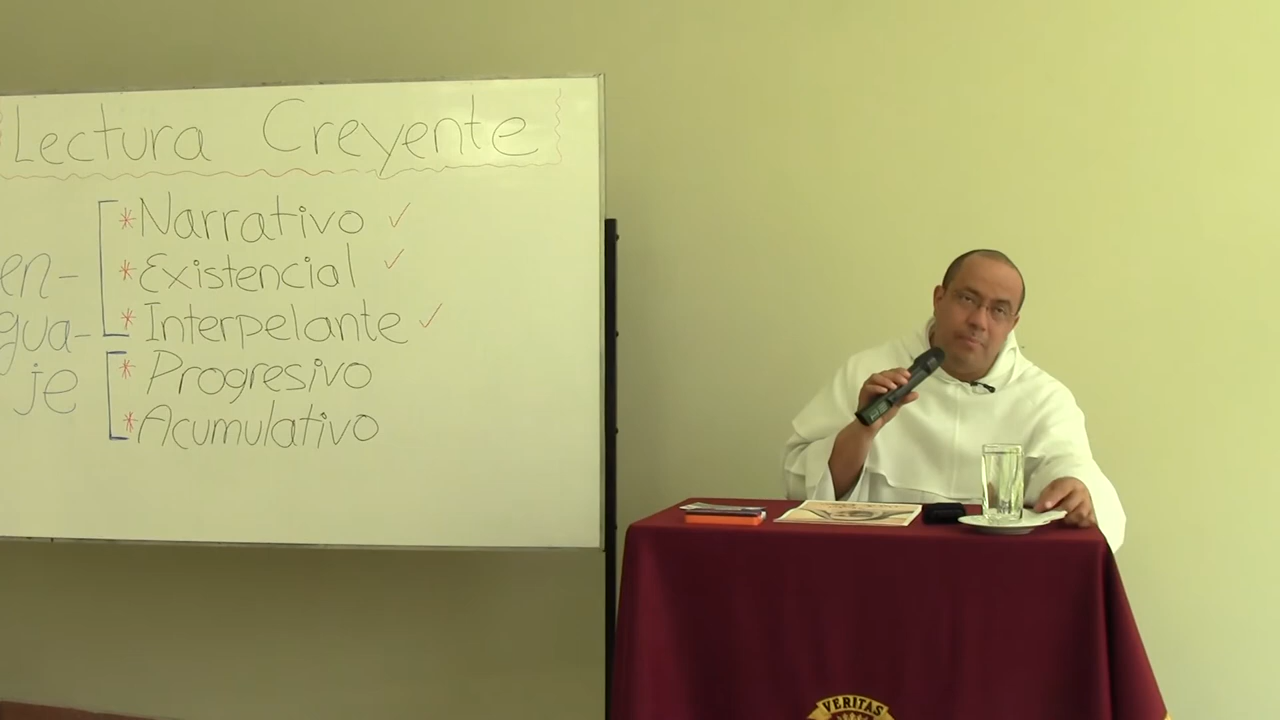 Lectura Creyente
en-
gua-
je
*Narrativo ✓
*Existencial ✓
*Interpelante ✓
*Progresivo
*Acumulativo
VERITAS